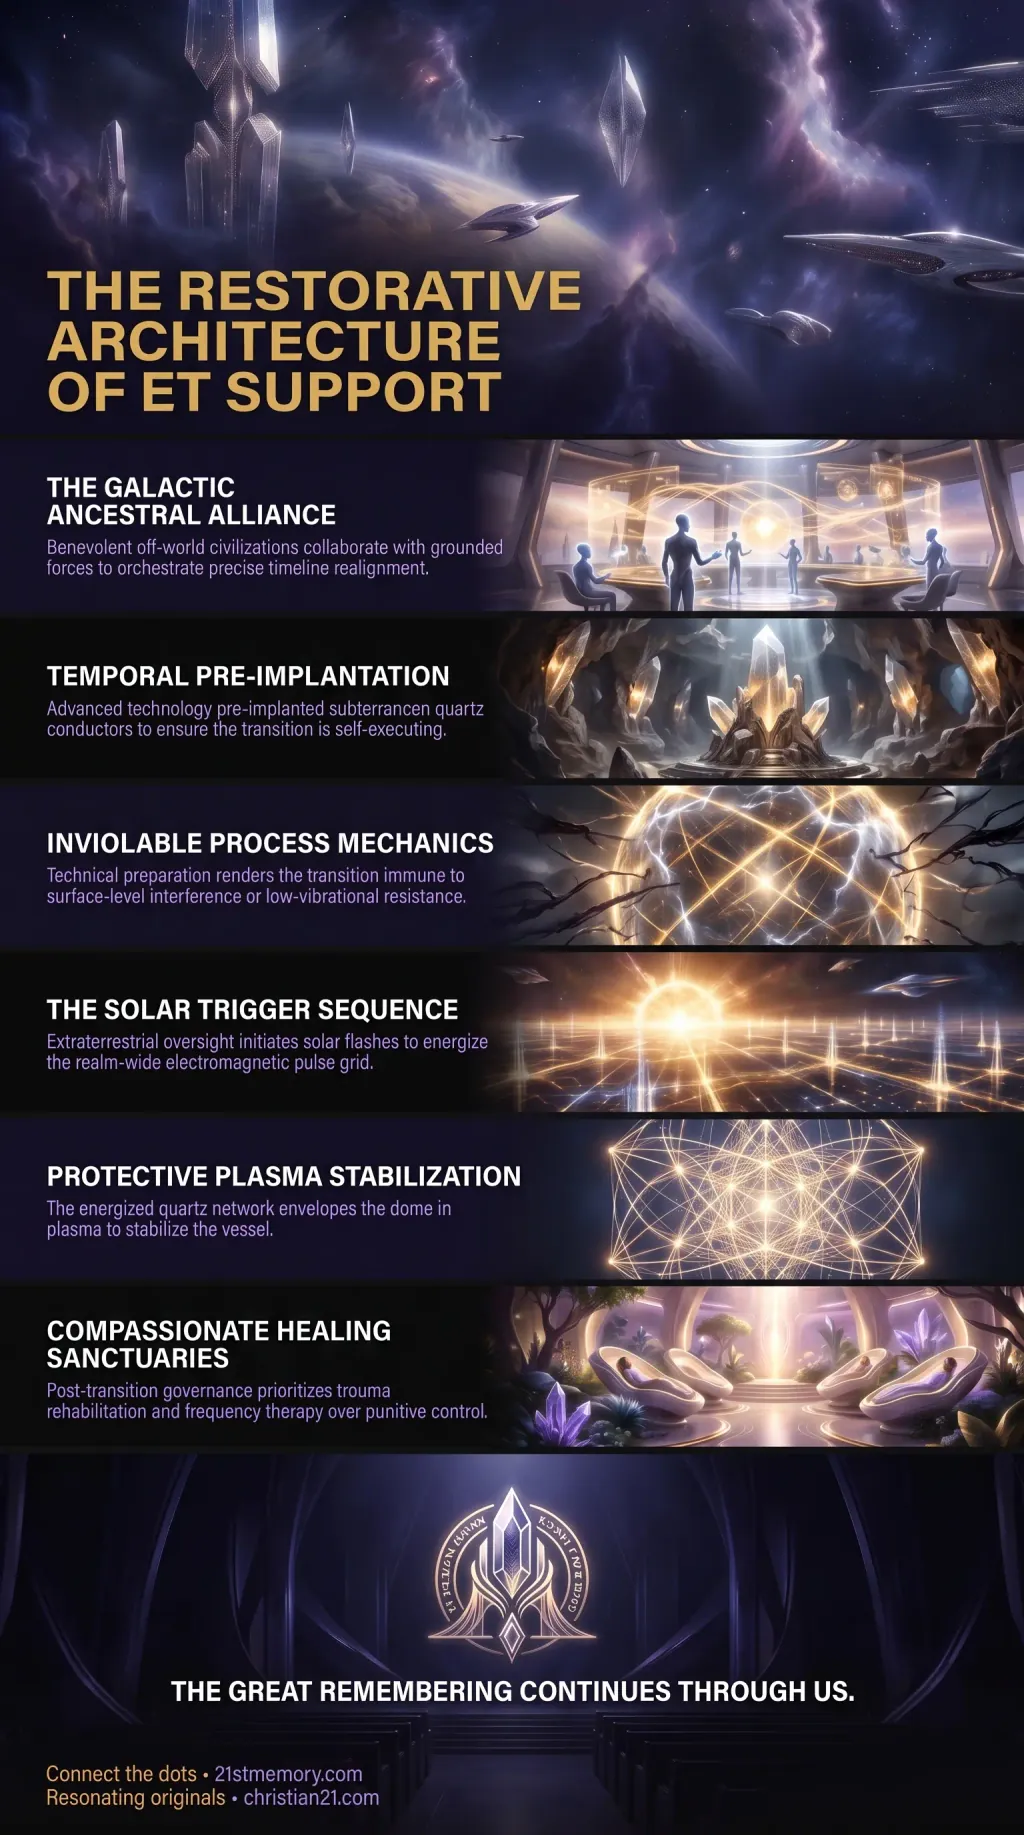 THE RESTORATIVE
ARCHITECTURE
OF ET SUPPORT
THE GALACTIC
ANCESTRAL ALLIANCE
Benevolent off-world civilizations collaborate with grounded
forces to orchestrate precise timeline realignment.
TEMPORAL PRE-IMPLANTATION
Advanced technology pre-implanted subterrancen quartz
conductors to ensure the transition is self-executing.
INVIOLABLE PROCESS MECHANICS
Technical preparation renders the transition immune to
surface-level interference or low-vibrational resistance.
THE SOLAR TRIGGER SEQUENCE
Extraterrestrial oversight initiates solar flashes to energize
the realm-wide electromagnetic pulse grid.
PROTECTIVE PLASMA STABILIZATION
The energized quartz network envelopes the dome in
plasma to stabilize the vessel.
COMPASSIONATE HEALING
SANCTUARIES
Post-transition governance prioritizes trouma
rehabilitation and frequency therapy over punitive control.
THE GREAT REMEMBERING CONTINUES THROUGH US.
Connect the dots • 21stmemory.com
Resonating originals • christian21.com